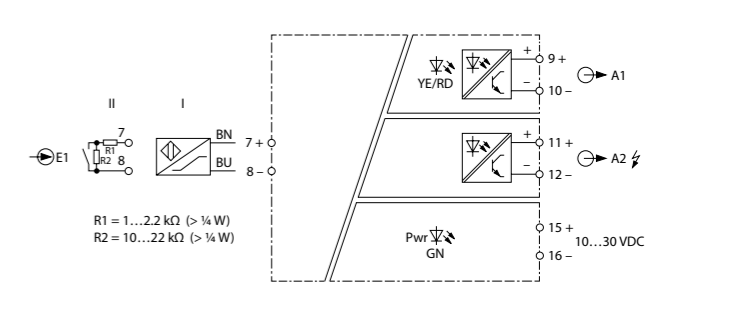 +
9 +
YE/RD
A1
−
10 −
II
I
7
BN
7 +
E1
R1
R2
8
BU
8 −
+
11 +
A2
−
12 −
R1 = 1…2.2 kΩ (> ¼ W)
R2 = 10…22 kΩ (> ¼ W)
15 +
Pwr
10…30 VDC
GN
16 −